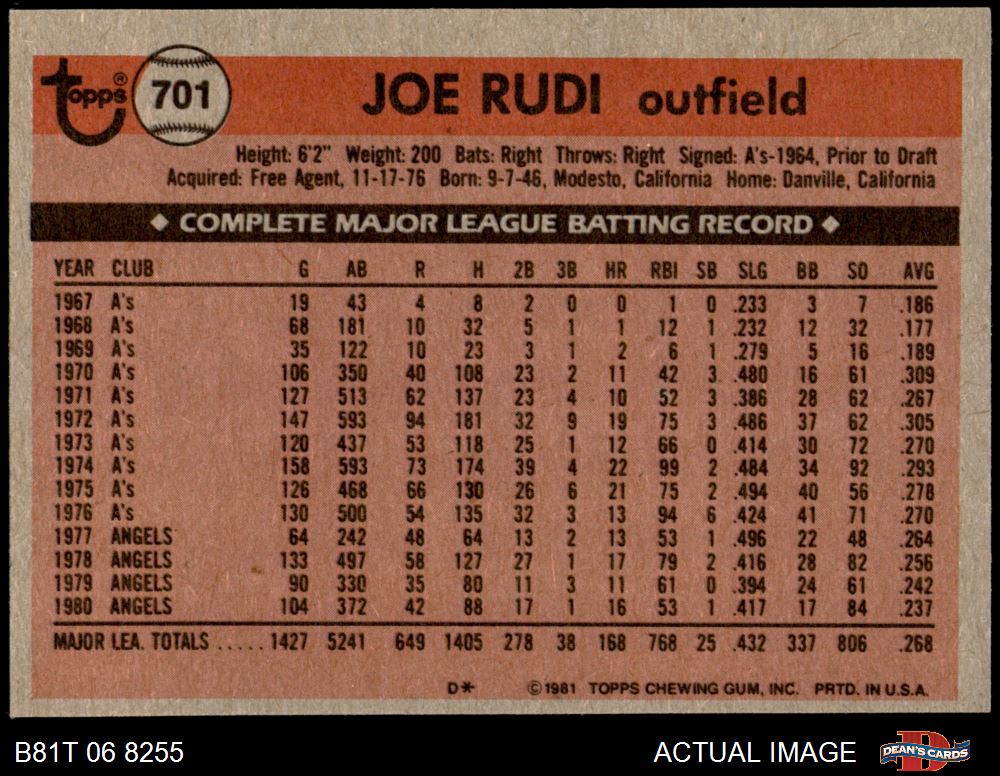 Topps® 701 JOE RUDI outfield
Height: 6'2" Weight: 200 Bats: Right Throws: Right Signed: A's-1964, Prior to Draft
Acquired: Free Agent, 11-17-76 Born: 9-7-46, Modesto, California Home: Danville, California
◆ COMPLETE MAJOR LEAGUE BATTING RECORD ◆
YEAR CLUB G AB R H 2B 3B HR RBI SB SLG BB SO AVG
1967 A's 19 43 4 8 2 0 0 1 0 .233 3 7 .186
1968 A's 68 181 10 32 5 1 1 12 1 .232 12 32 .177
1969 A's 35 122 10 23 3 1 2 6 1 .279 5 16 .189
1970 A's 106 350 40 108 23 2 11 42 3 .480 16 61 .309
1971 A's 127 513 62 137 23 4 10 52 3 .386 28 62 .267
1972 A's 147 593 94 181 32 9 19 75 3 .486 37 62 .305
1973 A's 120 437 53 118 25 1 12 66 0 .414 30 72 .270
1974 A's 158 593 73 174 39 4 22 99 2 .484 34 92 .293
1975 A's 126 468 66 130 26 6 21 75 2 .494 40 56 .278
1976 A's 130 500 54 135 32 3 13 94 6 .424 41 71 .270
1977 ANGELS 64 242 48 64 13 2 13 53 1 .496 22 48 .264
1978 ANGELS 133 497 58 127 27 1 17 79 2 .416 28 82 .256
1979 ANGELS 90 330 35 80 11 3 11 61 0 .394 24 61 .242
1980 ANGELS 104 372 42 88 17 1 16 53 1 .417 17 84 .237
MAJOR LEA. TOTALS ..... 1427 5241 649 1405 278 38 168 768 25 .432 337 806 .268
D* ©1981 TOPPS CHEWING GUM, INC. PRTD. IN U.S.A.
B81T 06 8255 ACTUAL IMAGE D DEAN'S CARDS